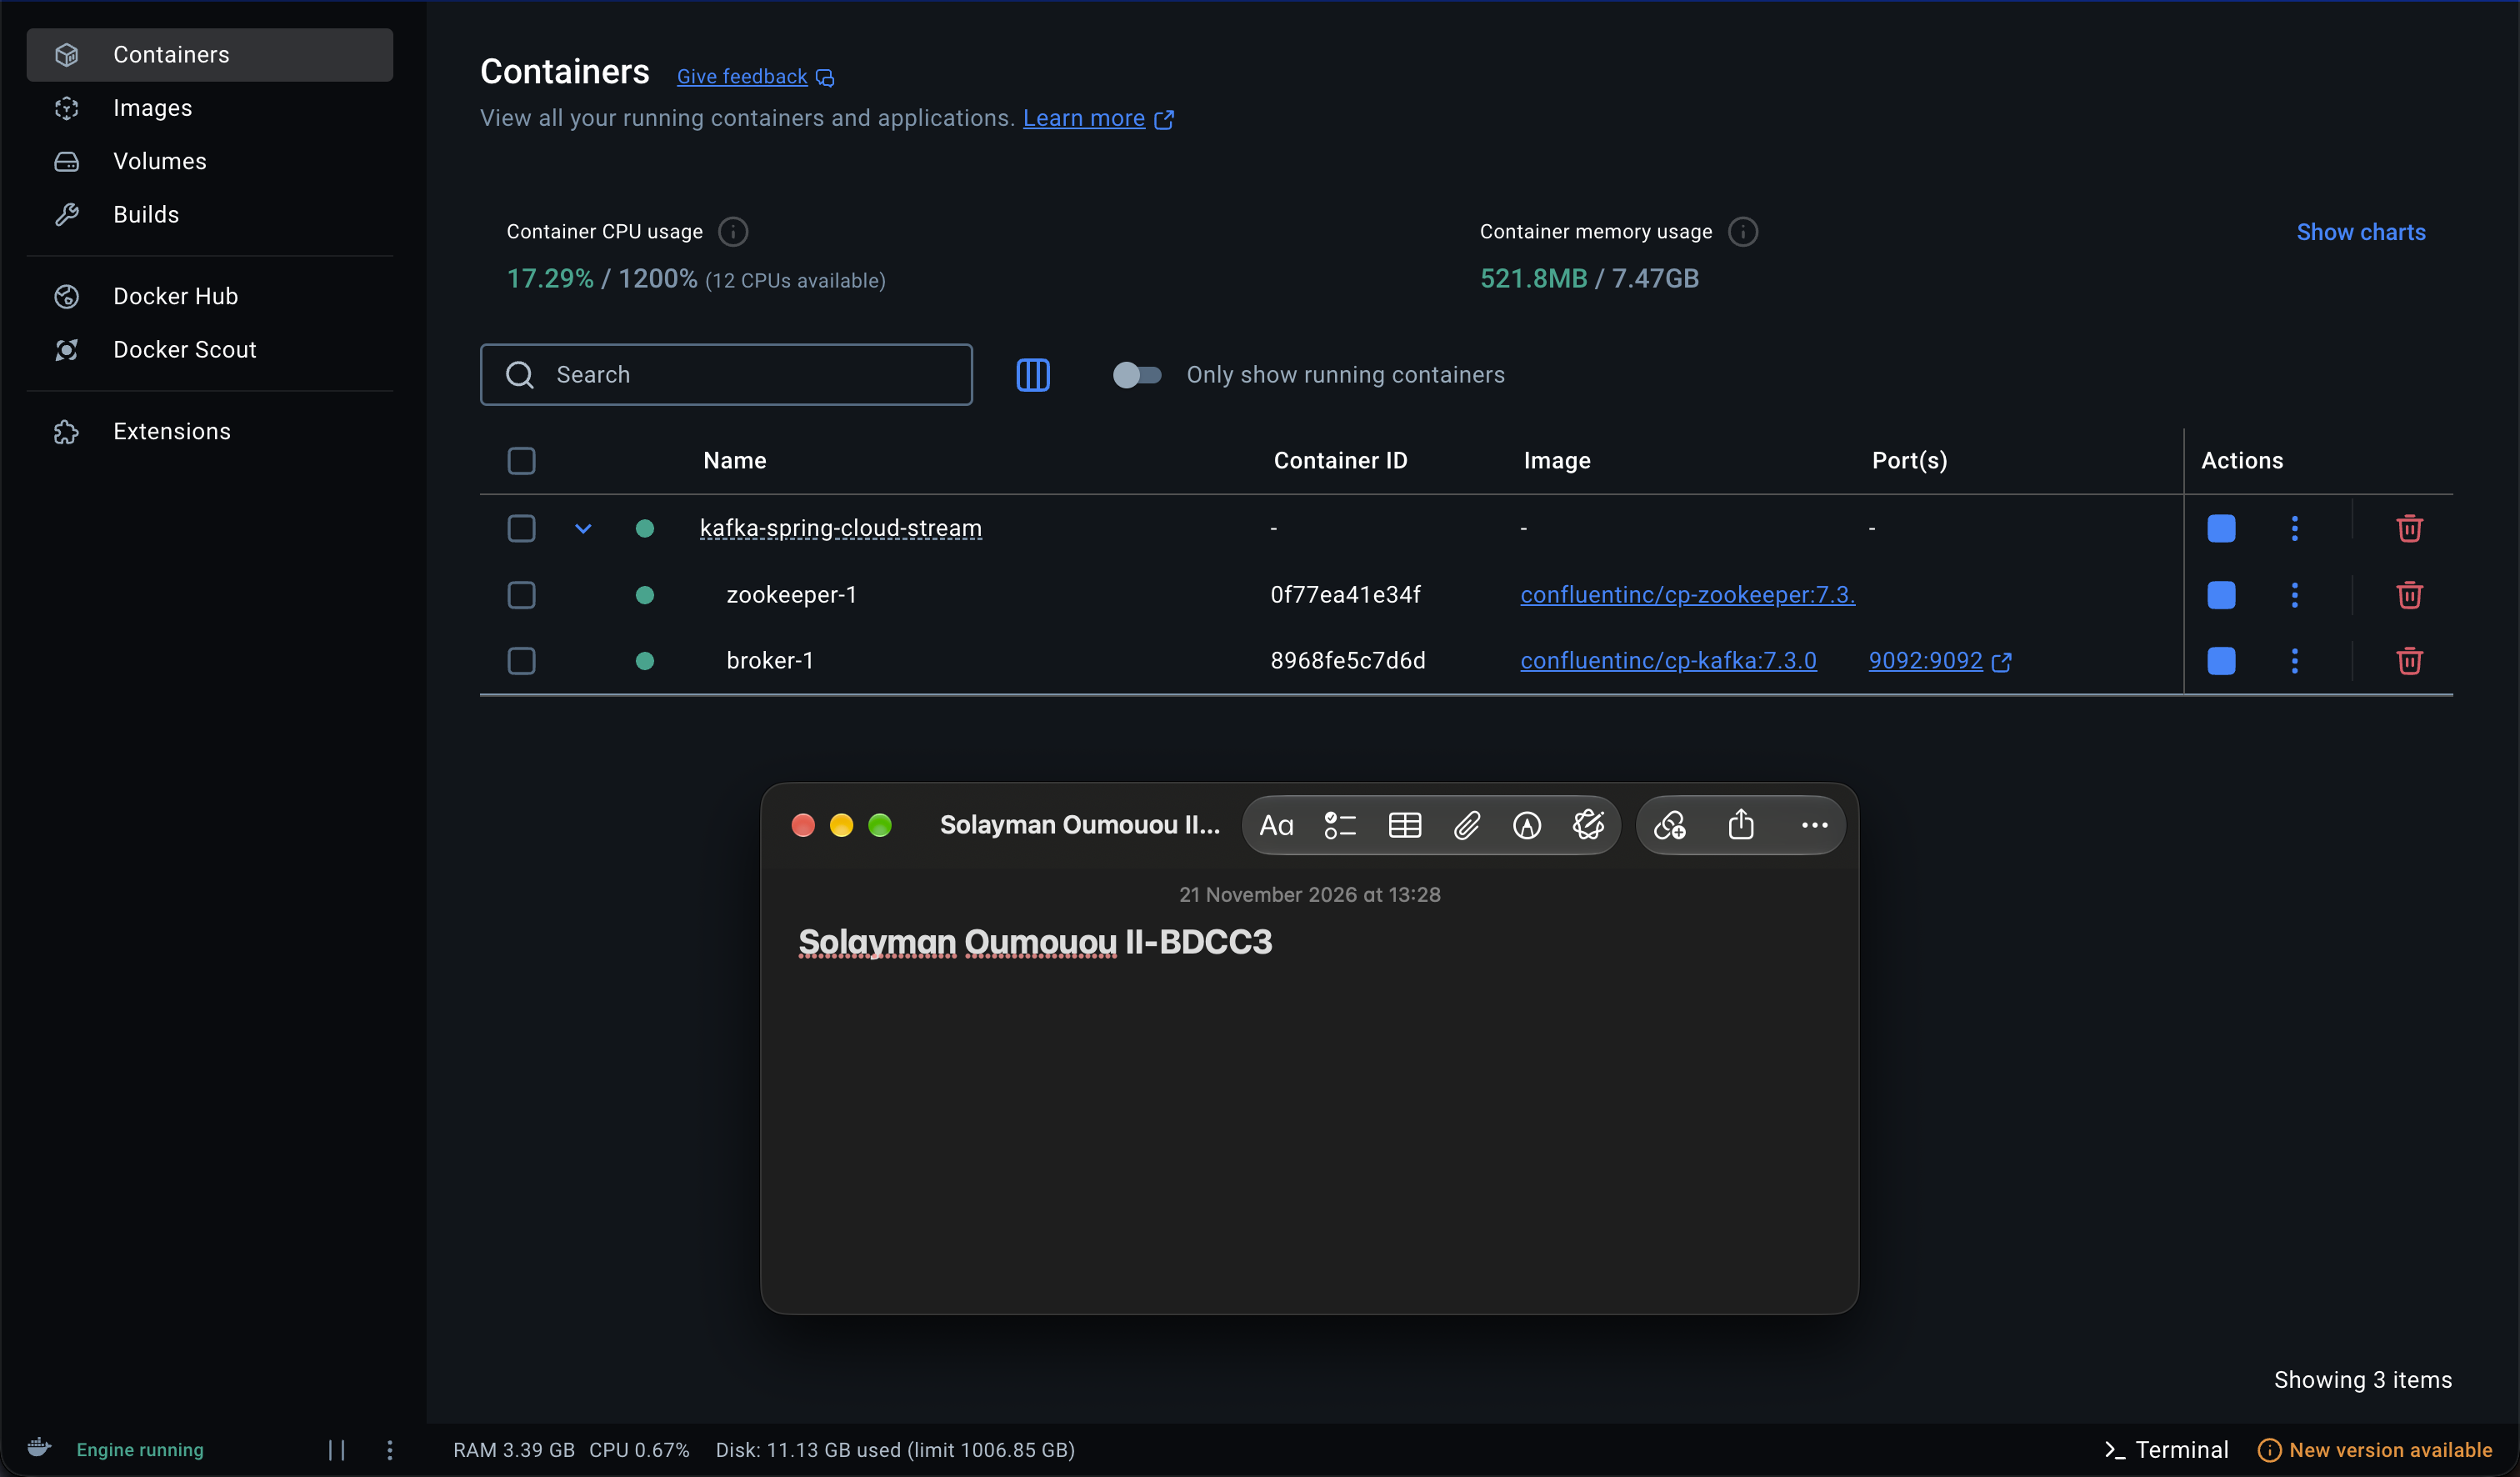 Containers
Images
Volumes
Builds
Docker Hub
Docker Scout
Extensions
Containers Give feedback
View all your running containers and applications. Learn more
Container CPU usage
17.29% / 1200% (12 CPUs available)
Container memory usage
521.8MB / 7.47GB
Show charts
Search
Only show running containers
Name Container ID Image Port(s) Actions
kafka-spring-cloud-stream - - -
zookeeper-1 0f77ea41e34f confluentinc/cp-zookeeper:7.3.
broker-1 8968fe5c7d6d confluentinc/cp-kafka:7.3.0 9092:9092
Solayman Oumouou II...
Aa
21 November 2026 at 13:28
Solayman Oumouou II-BDCC3
Showing 3 items
Engine running
RAM 3.39 GB CPU 0.67% Disk: 11.13 GB used (limit 1006.85 GB)
>_ Terminal
New version available